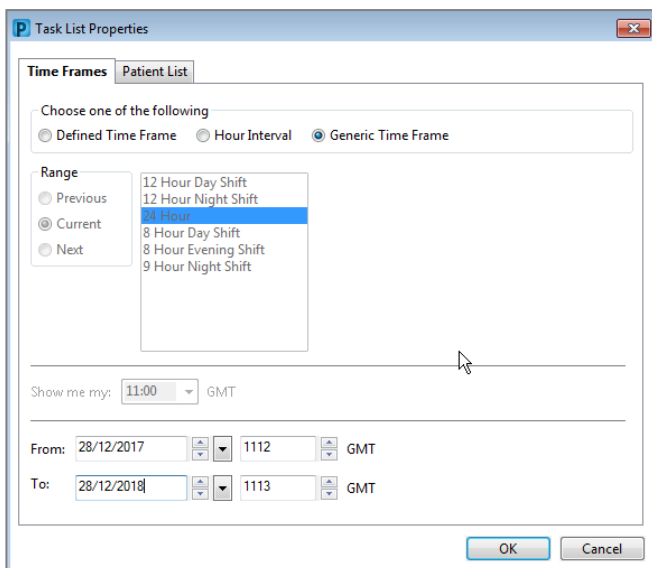 P Task List Properties
Time Frames Patient List
Choose one of the following
Defined Time Frame Hour Interval Generic Time Frame
Range
Previous
Current
Next
12 Hour Day Shift
12 Hour Night Shift
24 Hour
8 Hour Day Shift
8 Hour Evening Shift
9 Hour Night Shift
Show me my: 11:00 GMT
From: 28/12/2017 1112 GMT
To: 28/12/2018 1113 GMT
OK Cancel